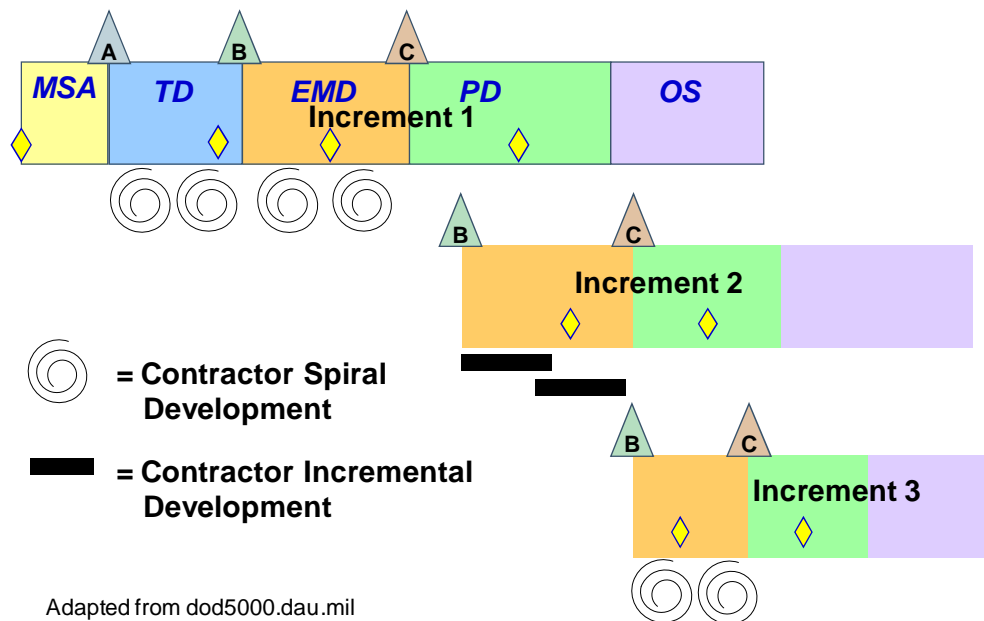 A B C
MSA TD EMD PD OS
Increment 1
B C
Increment 2
= Contractor Spiral
Development
B C
= Contractor Incremental
Development
Increment 3
Adapted from dod5000.dau.mil